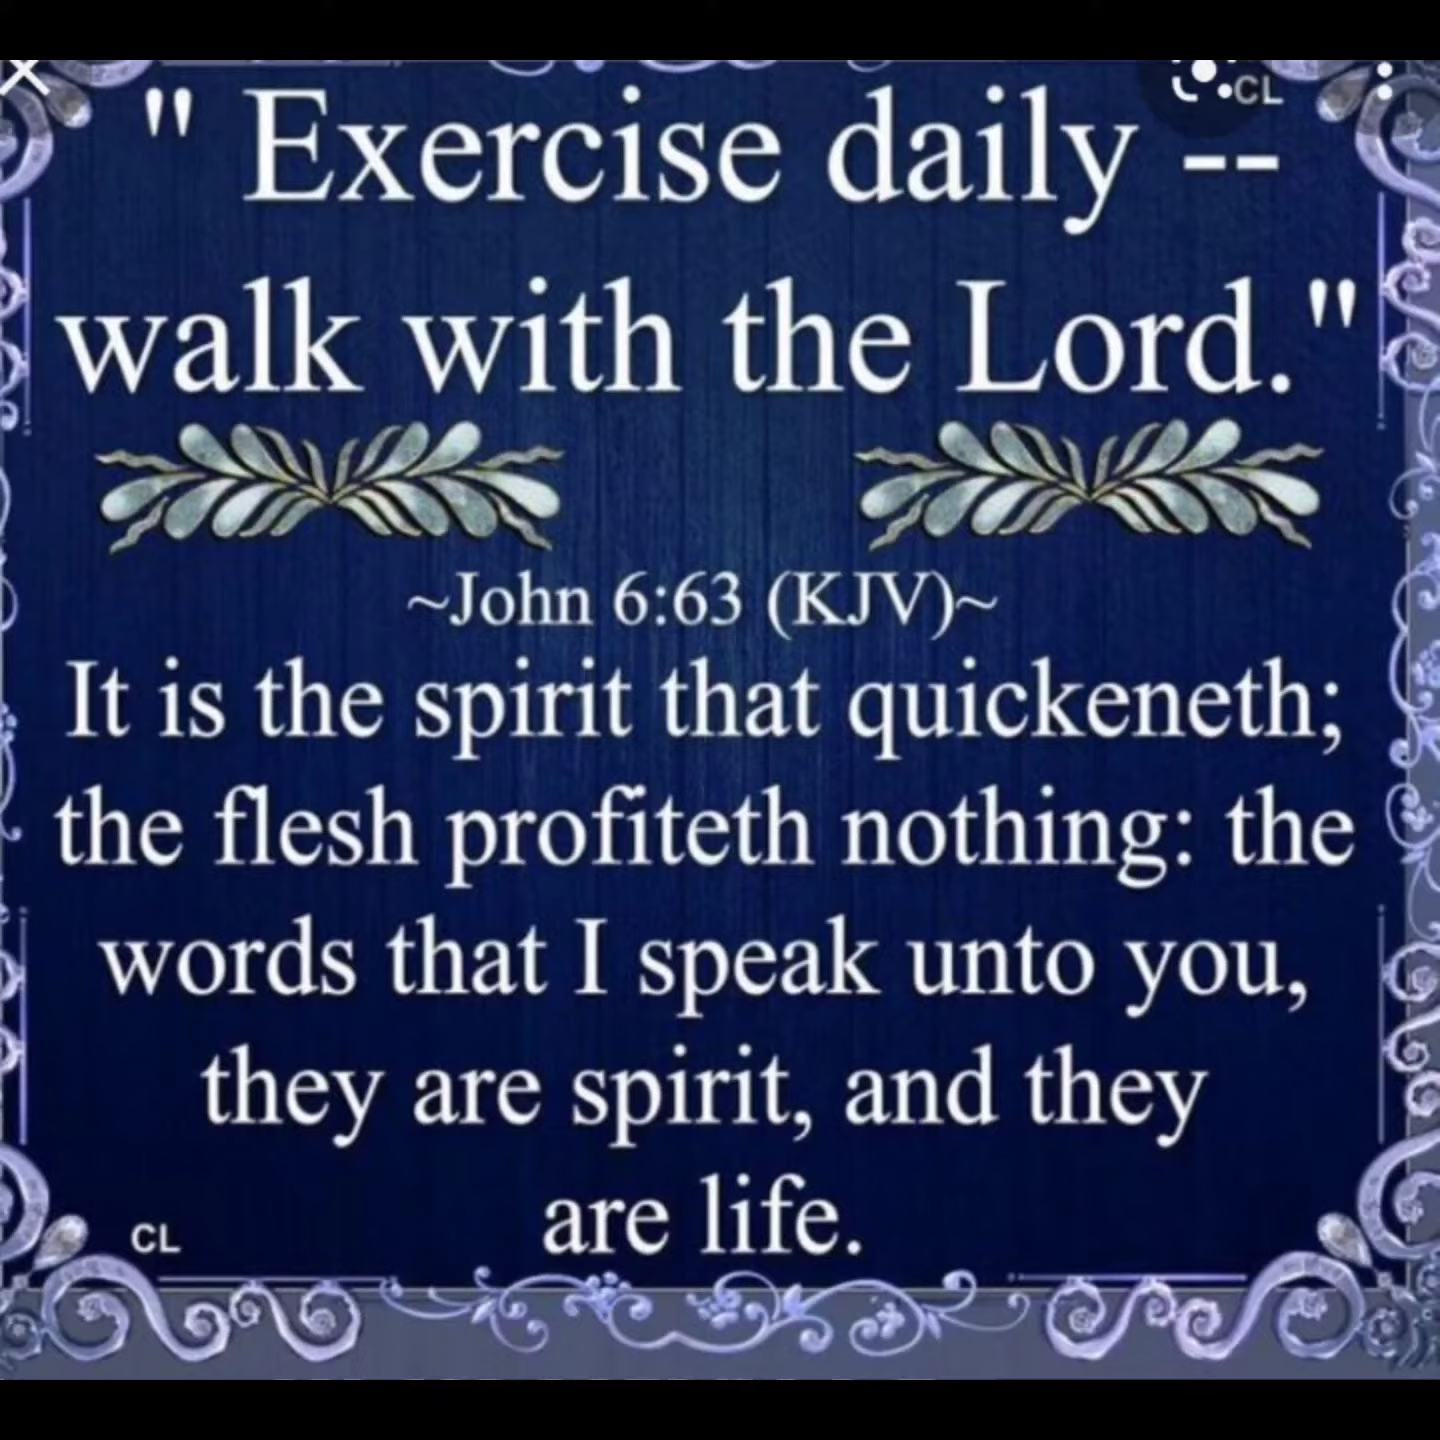 CL
" Exercise daily --
walk with the Lord."
~John 6:63 (KJV)~
It is the spirit that quickeneth;
the flesh profiteth nothing: the
words that I speak unto you,
they are spirit, and they
are life.
CL